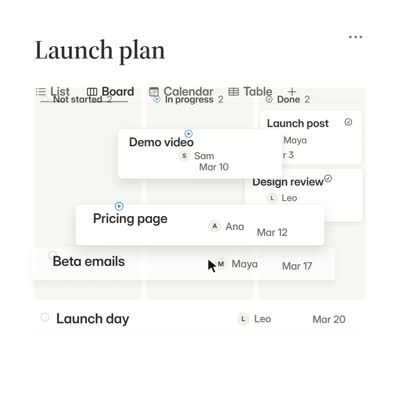 Launch plan
List Board Calendar Table
Not started 2 In progress 2 Done 2
Launch post
Maya
Demo video
S Sam
r 3
Mar 10
Design review
L Leo
Pricing page
A Ana Mar 12
Beta emails M Maya Mar 17
Launch day L Leo Mar 20